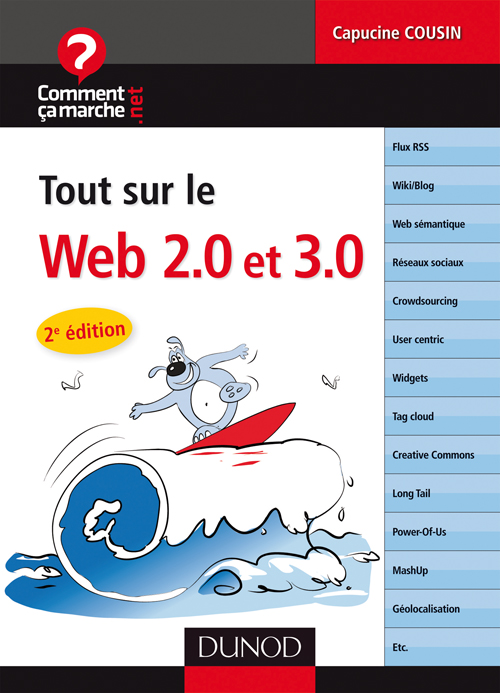 Capucine COUSIN
?
Comment
ça marche
.net
Tout sur le
Web 2.0 et 3.0
2e édition
Flux RSS
Wiki/Blog
Web sémantique
Réseaux sociaux
Crowdsourcing
User centric
Widgets
Tag cloud
Creative Commons
Long Tail
Power-Of-Us
MashUp
Géolocalisation
Etc.
@
DUNOD